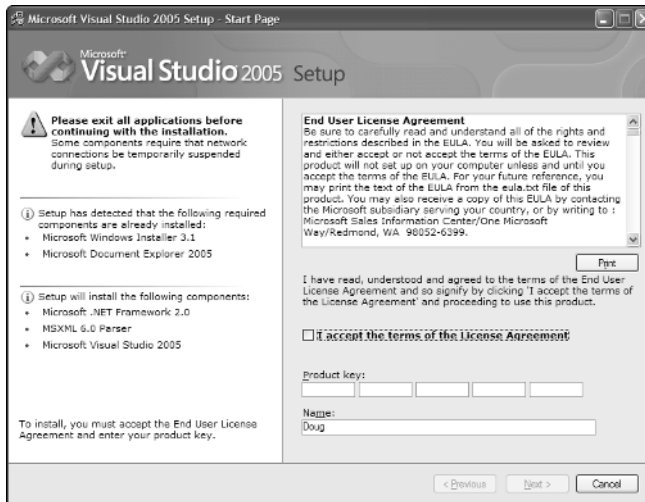 Microsoft Visual Studio 2005 Setup - Start Page
Microsoft®
Visual Studio 2005 Setup
Please exit all applications before
continuing with the installation.
Some components require that network
connections be temporarily suspended
during setup.
Setup has detected that the following required
components are already installed:
• Microsoft Windows Installer 3.1
• Microsoft Document Explorer 2005
Setup will install the following components:
• Microsoft .NET Framework 2.0
• MSXML 6.0 Parser
• Microsoft Visual Studio 2005
To install, you must accept the End User License
Agreement and enter your product key.
End User License Agreement
Be sure to carefully read and understand all of the rights and
restrictions described in the EULA. You will be asked to review
and either accept or not accept the terms of the EULA. This
product will not set up on your computer unless and until you
accept the terms of the EULA. For your future reference, you
may print the text of the EULA from the eula.txt file of this
product. You may also receive a copy of this EULA by contacting
the Microsoft subsidiary serving your country, or by writing to :
Microsoft Sales Information Center/One Microsoft
Way/Redmond, WA 98052-6399.
Print
I have read, understood and agreed to the terms of the End User
License Agreement and so signify by clicking 'I accept the terms of
the License Agreement' and proceeding to use this product.
I accept the terms of the License Agreement
Product key:
Name:
Doug
< Previous
Next >
Cancel